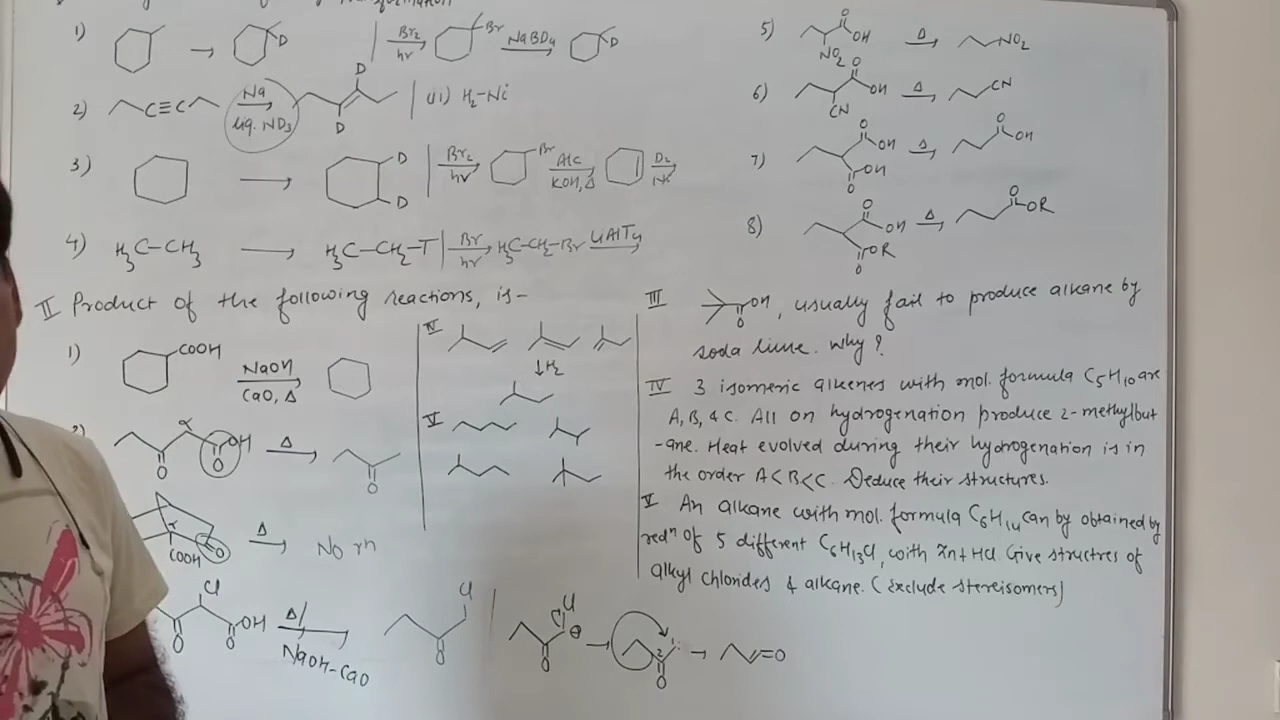 Transformation
1) → D | Br₂ hν Br NaBD₄ D
2) C≡C Na liq. ND₃ D D | (ii) H₂-Ni
3) → D D | Br₂ hν Br Alc KOH, Δ D₂
4) H₃C-CH₃ → H₃C-CH₂-T | Br hν H₃C-CH₂-Br LiAlT₄
II Product of the following reactions, is-
1) COOH NaOH CaO, Δ
α OH O O Δ O
α COOH O Δ No rn
Cl OH O O Δ/ NaOH-CaO Cl O | Cl ⊖ O → 1 : 2 O → O
IV
↓H₂
V
5) O OH NO₂ Δ NO₂
6) O OH CN Δ CN
7) O OH OH O Δ O OH
8) O OH OR O Δ O OR
III OH O , usually fail to produce alkane by
soda lime. Why?
IV 3 isomeric alkenes with mol. formula C₅H₁₀ are
A, B, & C. All on hydrogenation produce 2-methylbut
-ane. Heat evolved during their hydrogenation is in
the order A<B<C. Deduce their structures.
V An alkane with mol. formula C₆H₁₄ can by obtained by
redⁿ of 5 different C₆H₁₃Cl, with Zn+HCl Give structres of
alkyl chlorides & alkane. (Exclude stereisomers)